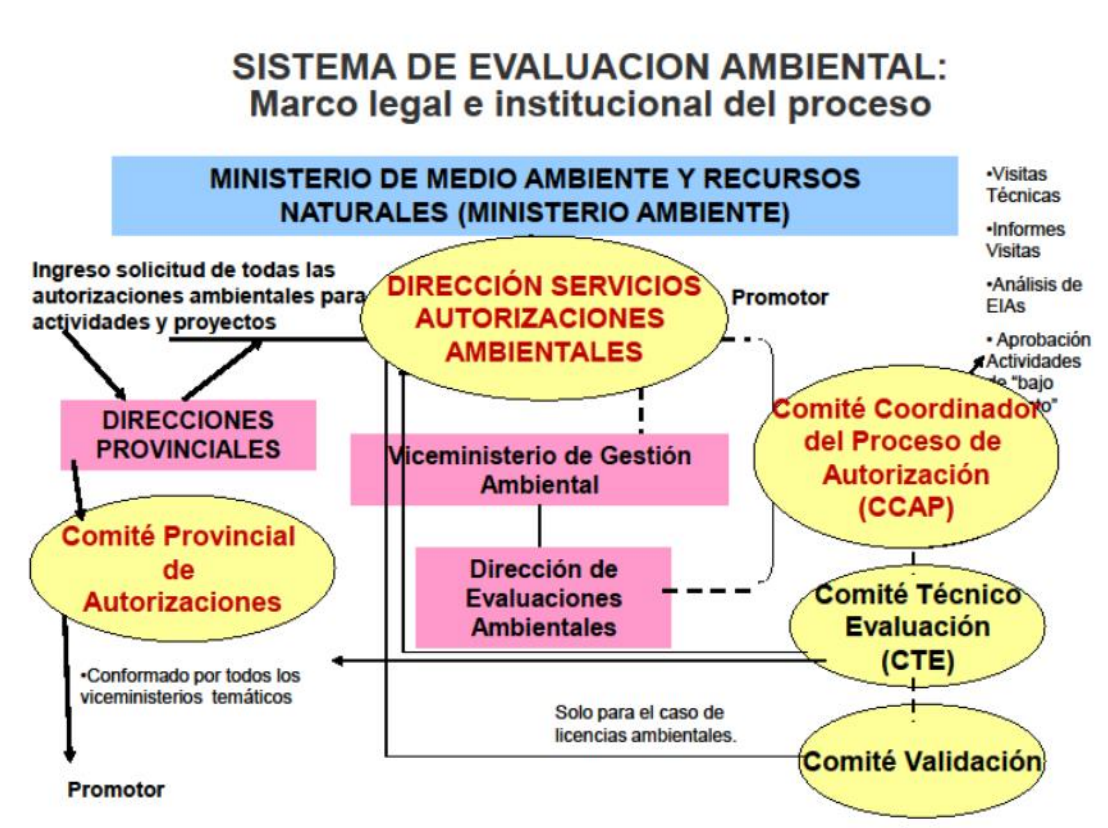 SISTEMA DE EVALUACION AMBIENTAL:
Marco legal e institucional del proceso
MINISTERIO DE MEDIO AMBIENTE Y RECURSOS
NATURALES (MINISTERIO AMBIENTE)
•Visitas
Técnicas
•Informes
Visitas
•Análisis de
EIAs
• Aprobación
Actividades
de “bajo
Ingreso solicitud de todas las
autorizaciones ambientales para
actividades y proyectos
DIRECCIÓN SERVICIOS
AUTORIZACIONES
AMBIENTALES
Promotor
DIRECCIONES
PROVINCIALES
Viceministerio de Gestión
Ambiental
Comité Coordinador
del Proceso de
Autorización
(CCAP)
Comité Provincial
de
Autorizaciones
Dirección de
Evaluaciones
Ambientales
Comité Técnico
Evaluación
(CTE)
•Conformado por todos los
viceministerios temáticos
Solo para el caso de
licencias ambientales.
Comité Validación
Promotor